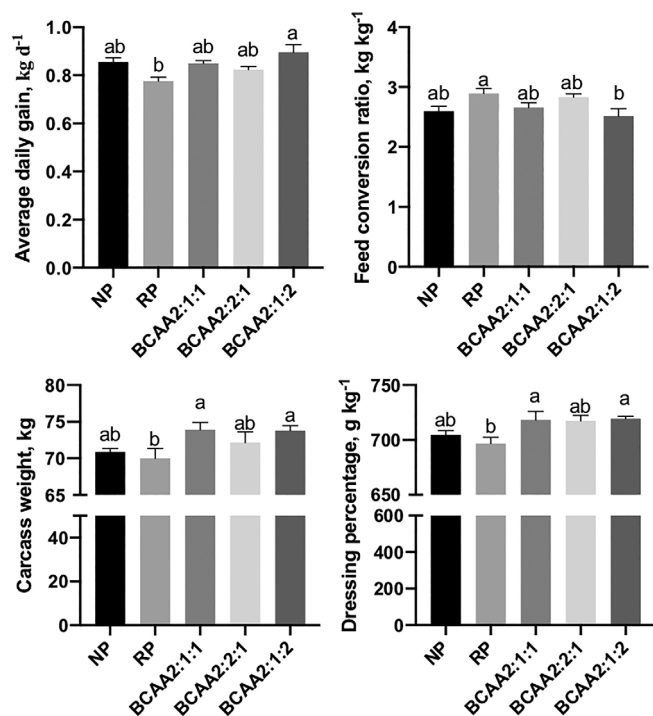 Average daily gain, kg d⁻¹
1.0
0.8
0.6
0.4
0.2
0.0
ab
b
ab
ab
a
NP
RP
BCAA2:1:1
BCAA2:2:1
BCAA2:1:2
Feed conversion ratio, kg kg⁻¹
4
3
2
1
0
ab
a
ab
ab
b
NP
RP
BCAA2:1:1
BCAA2:2:1
BCAA2:1:2
Carcass weight, kg
80
75
70
65
60
40
20
0
ab
b
a
ab
a
NP
RP
BCAA2:1:1
BCAA2:2:1
BCAA2:1:2
Dressing percentage, g kg⁻¹
750
700
650
600
400
200
0
ab
b
a
ab
a
NP
RP
BCAA2:1:1
BCAA2:2:1
BCAA2:1:2